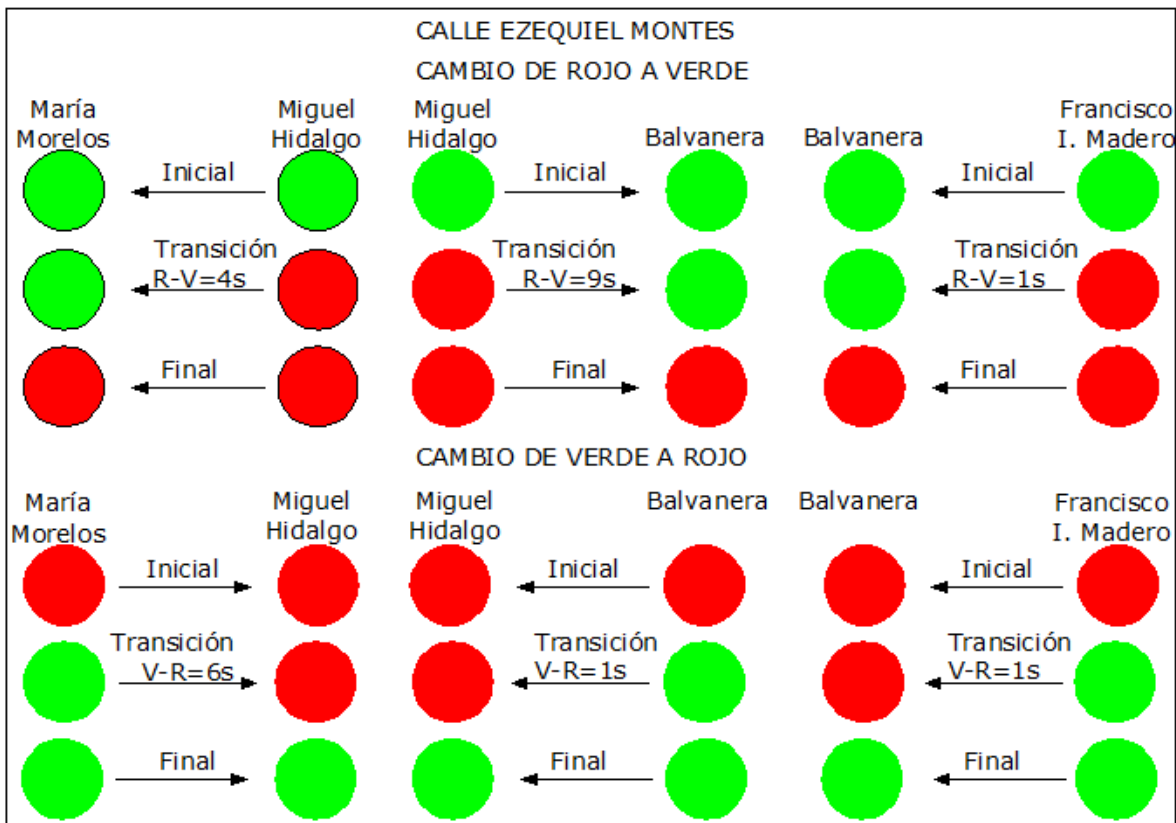 CALLE EZEQUIEL MONTES
CAMBIO DE ROJO A VERDE
María Morelos
Miguel Hidalgo
Miguel Hidalgo
Balvanera
Balvanera
Francisco I. Madero
Inicial
Inicial
Inicial
Transición R-V=4s
Transición R-V=9s
Transición R-V=1s
Final
Final
Final
CAMBIO DE VERDE A ROJO
María Morelos
Miguel Hidalgo
Miguel Hidalgo
Balvanera
Balvanera
Francisco I. Madero
Inicial
Inicial
Inicial
Transición V-R=6s
Transición V-R=1s
Transición V-R=1s
Final
Final
Final